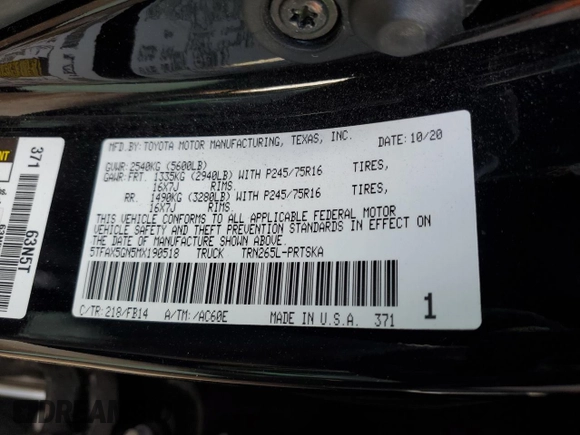 MFD.BY: TOYOTA MOTOR MANUFACTURING, TEXAS, INC. 10/20
GVWR: 2540KG (5600LB)
GAWR: FRT. 1335KG (2940LB) WITH P245/75R16 TIRES,
16X7J RIMS.
RR. 1490KG (3280LB) WITH P245/75R16 TIRES,
16X7J RIMS.
THIS VEHICLE CONFORMS TO ALL APPLICABLE FEDERAL MOTOR
VEHICLE SAFETY AND THEFT PREVENTION STANDARDS IN EFFECT ON
THE DATE OF MANUFACTURE SHOWN ABOVE.
5TFAX5GN5MX190518 TRUCK TRN265L-PRTSKA
C/TR: 218/FB14 A/TM: /AC60E MADE IN U.S.A. 371 1
371
63N5T